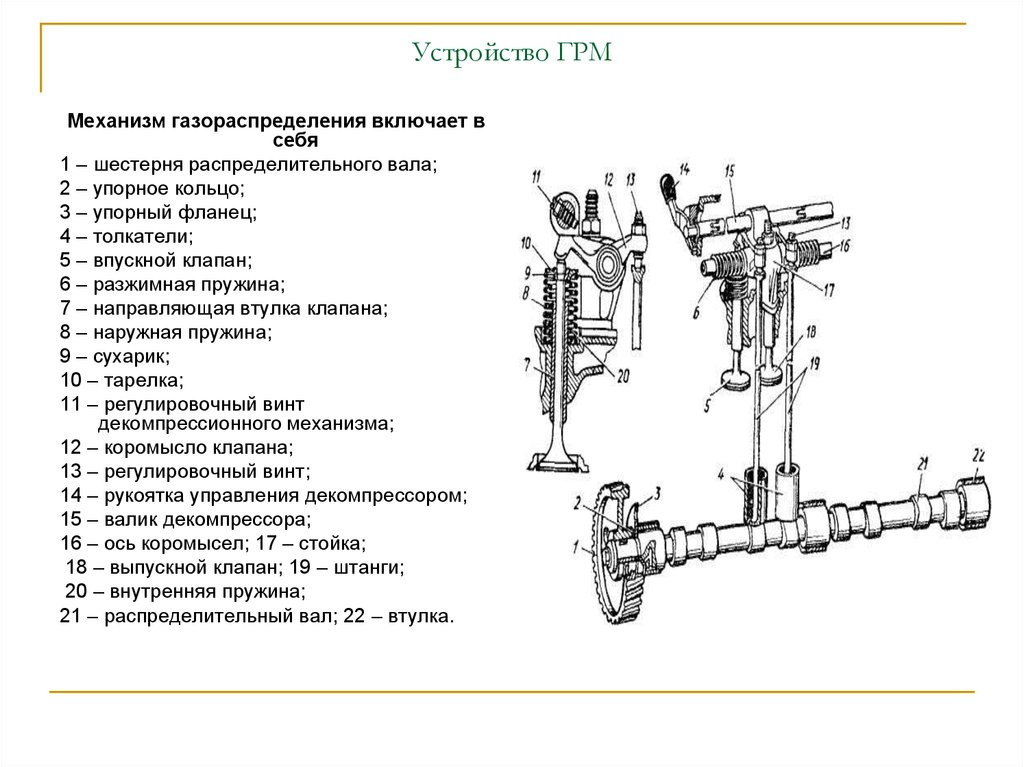 Устройство ГРМ
Механизм газораспределения включает в
себя
1 – шестерня распределительного вала;
2 – упорное кольцо;
3 – упорный фланец;
4 – толкатели;
5 – впускной клапан;
6 – разжимная пружина;
7 – направляющая втулка клапана;
8 – наружная пружина;
9 – сухарик;
10 – тарелка;
11 – регулировочный винт
декомпрессионного механизма;
12 – коромысло клапана;
13 – регулировочный винт;
14 – рукоятка управления декомпрессором;
15 – валик декомпрессора;
16 – ось коромысел; 17 – стойка;
18 – выпускной клапан; 19 – штанги;
20 – внутренняя пружина;
21 – распределительный вал; 22 – втулка.
11
12
13
10
9
8
7
20
14
15
13
16
17
6
18
19
5
4
21
22
2
3
1